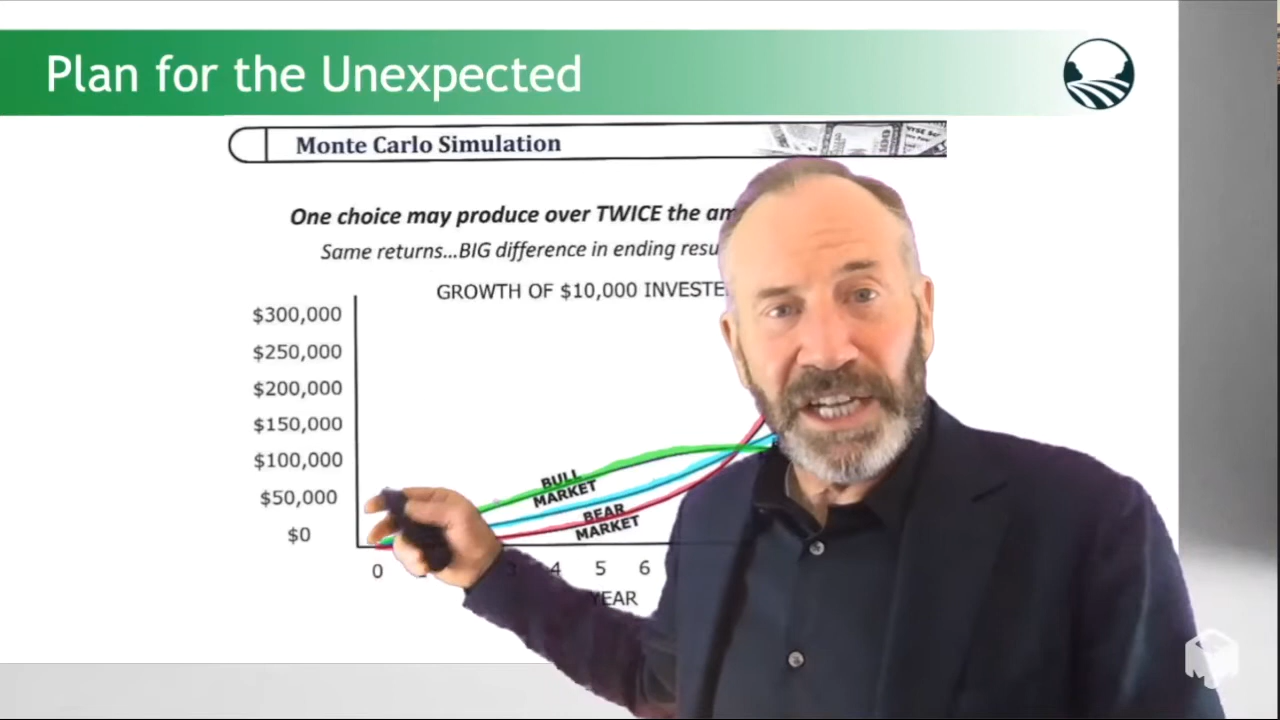 Plan for the Unexpected
Monte Carlo Simulation
One choice may produce over TWICE the am
Same returns...BIG difference in ending resu
GROWTH OF $10,000 INVESTE
$300,000
$250,000
$200,000
$150,000
$100,000
$50,000
$0
BULL
MARKET
BEAR
MARKET
0 3 4 5 6
YEAR